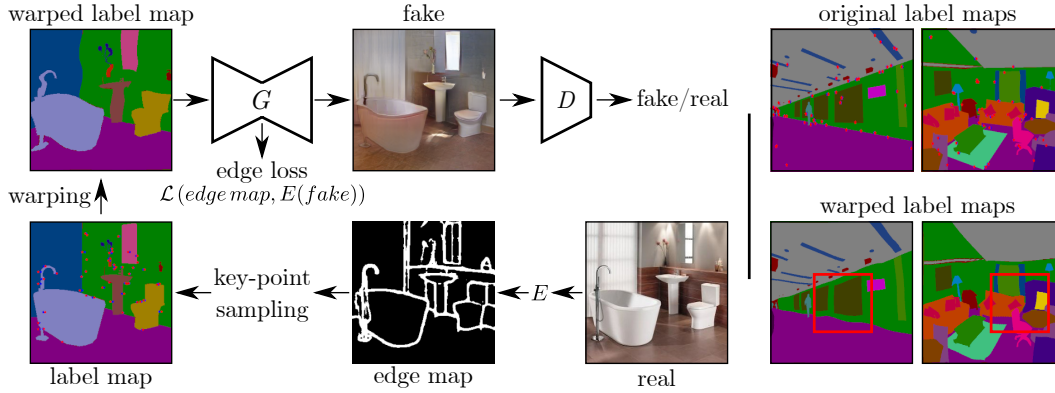 warped label map
fake
original label maps
G
D
fake/real
edge loss
ℒ(edge map, E(fake))
warping
warped label maps
key-point
sampling
E
label map
edge map
real